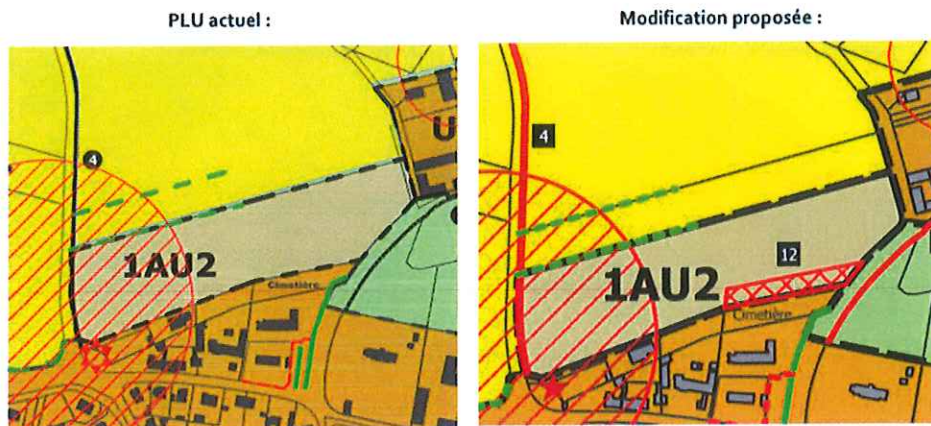 PLU actuel :
Modification proposée :
4
U
1AU2
Cimetière
4
12
1AU2
Cimetière